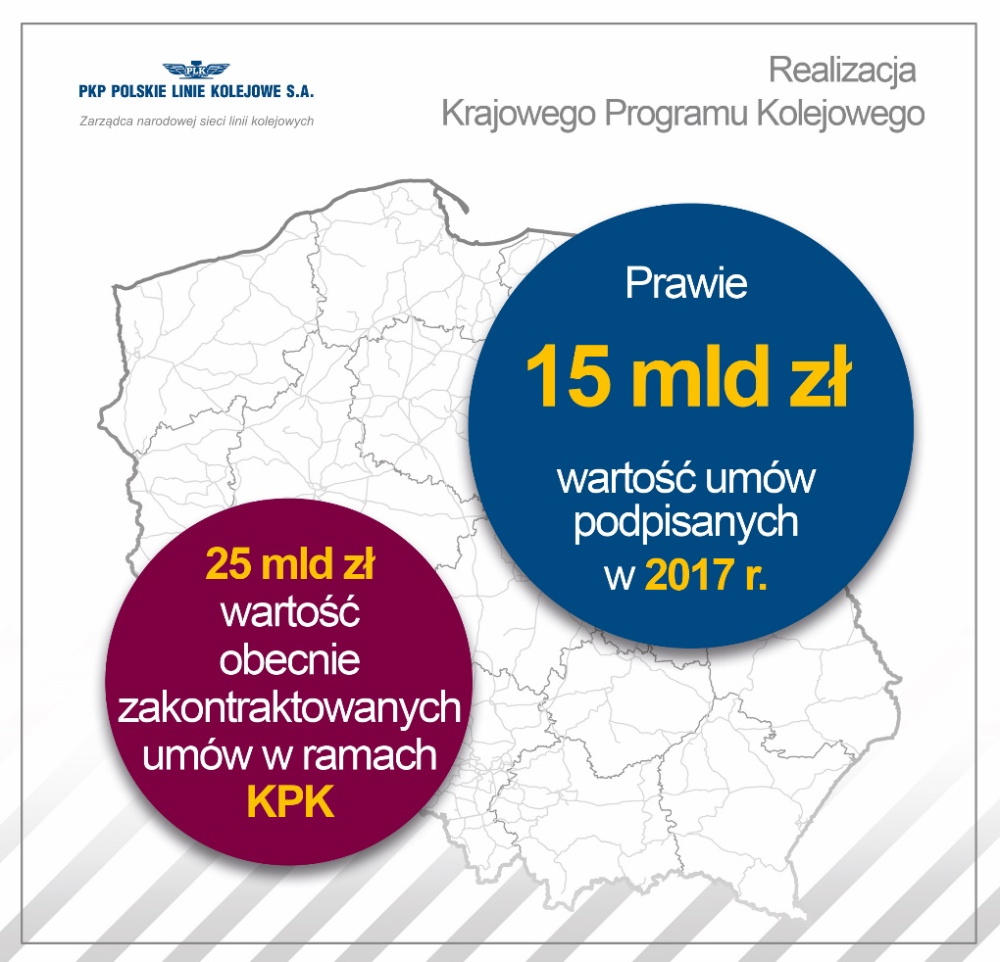 PLK
PKP POLSKIE LINIE KOLEJOWE S.A.
Zarządca narodowej sieci linii kolejowych
Realizacja
Krajowego Programu Kolejowego
Prawie
15 mld zł
wartość umów
podpisanych
w 2017 r.
25 mld zł
wartość
obecnie
zakontraktowanych
umów w ramach
KPK